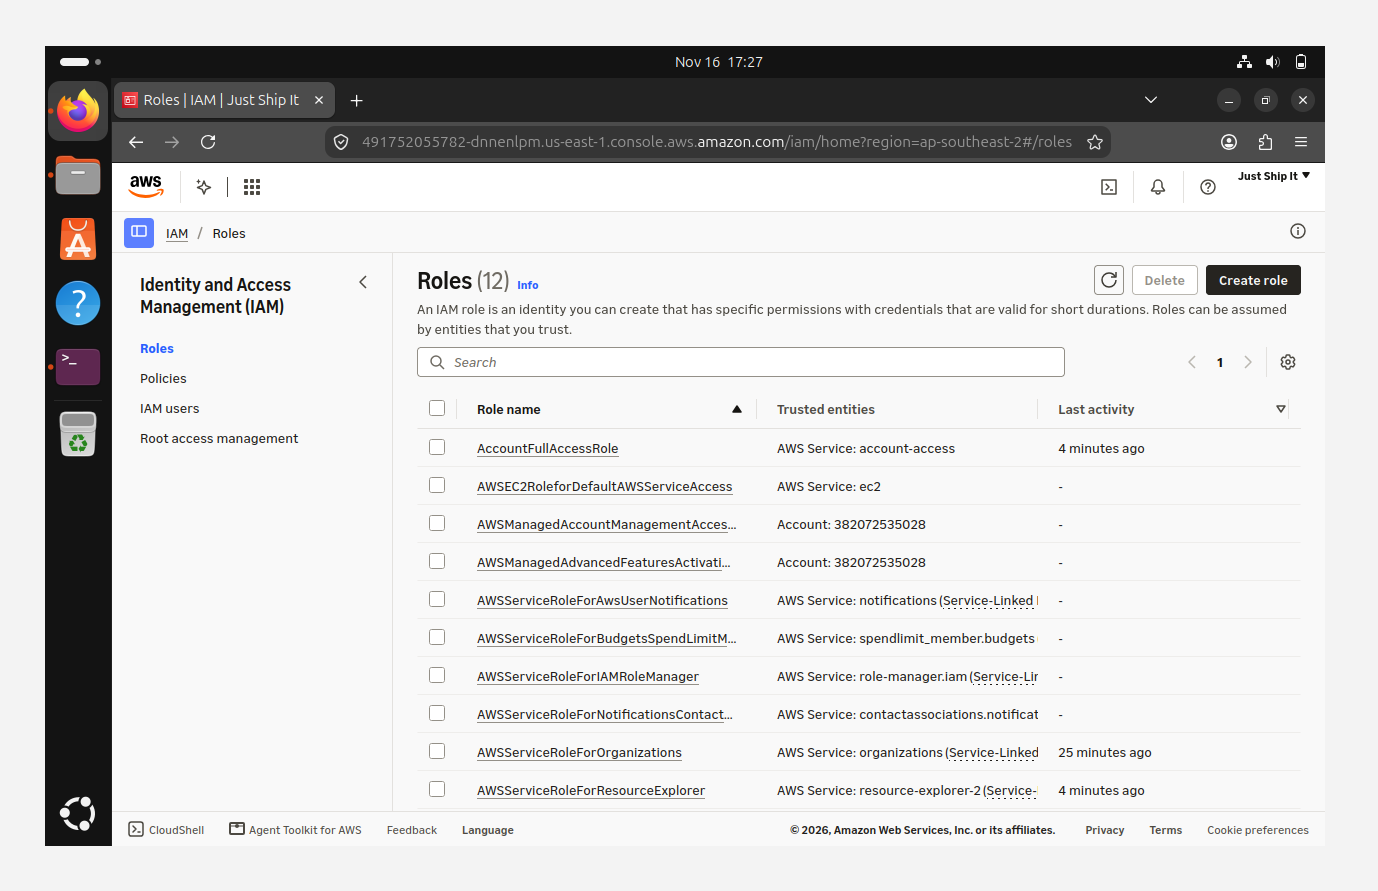 Nov 16 17:27
Roles | IAM | Just Ship It
491752055782-dnnenlpm.us-east-1.console.aws.amazon.com/iam/home?region=ap-southeast-2#/roles
aws
Just Ship It
IAM / Roles
Identity and Access
Management (IAM)
Roles
Policies
IAM users
Root access management
Roles (12) Info
Delete
Create role
An IAM role is an identity you can create that has specific permissions with credentials that are valid for short durations. Roles can be assumed
by entities that you trust.
Search
1
Role name Trusted entities Last activity
AccountFullAccessRole AWS Service: account-access 4 minutes ago
AWSEC2RoleforDefaultAWSServiceAccess AWS Service: ec2 -
AWSManagedAccountManagementAcces... Account: 382072535028 -
AWSManagedAdvancedFeaturesActivati... Account: 382072535028 -
AWSServiceRoleForAwsUserNotifications AWS Service: notifications (Service-Linked -
AWSServiceRoleForBudgetsSpendLimitM... AWS Service: spendlimit_member.budgets -
AWSServiceRoleForIAMRoleManager AWS Service: role-manager.iam (Service-Lin -
AWSServiceRoleForNotificationsContact... AWS Service: contactassociations.notificat -
AWSServiceRoleForOrganizations AWS Service: organizations (Service-Linked 25 minutes ago
AWSServiceRoleForResourceExplorer AWS Service: resource-explorer-2 (Service- 4 minutes ago
CloudShell Agent Toolkit for AWS Feedback Language © 2026, Amazon Web Services, Inc. or its affiliates. Privacy Terms Cookie preferences